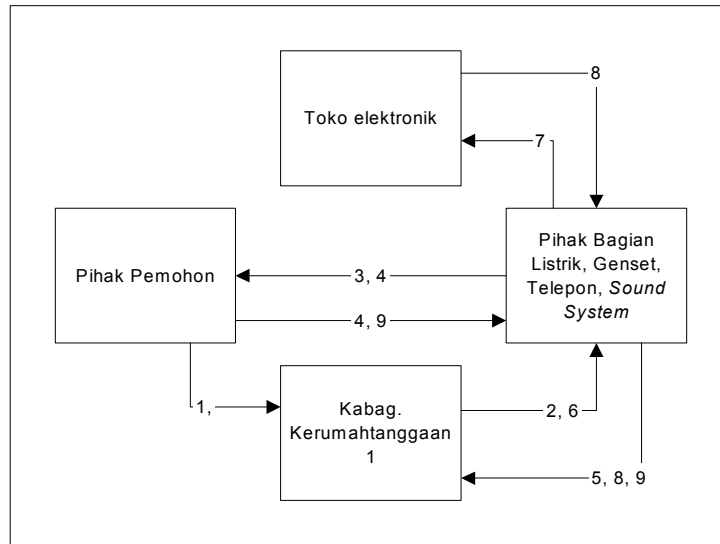 8
Toko elektronik
7
Pihak Bagian
Listrik, Genset,
Telepon, Sound
System
Pihak Pemohon
3, 4
4, 9
1,
Kabag.
Kerumahtanggaan
1
2, 6
5, 8, 9